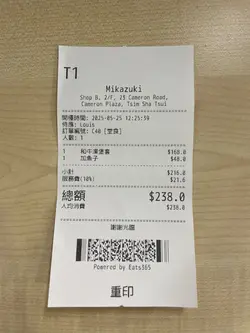 T1
Mikazuki
Shop B, 2/F, 23 Cameron Road,
Cameron Plaza, Tsim Sha Tsui
開檯時間: 2025-05-25 12:25:59
侍應: Louis
訂單編號: C40 [堂食]
人數: 1
1 和牛漢堡套 $168.0
1 加魚子 $48.0
小計 $216.0
服務費(10%) $21.6
總額 $238.0
人均消費 $238.0
謝謝光臨
Powered by Eats365
重印